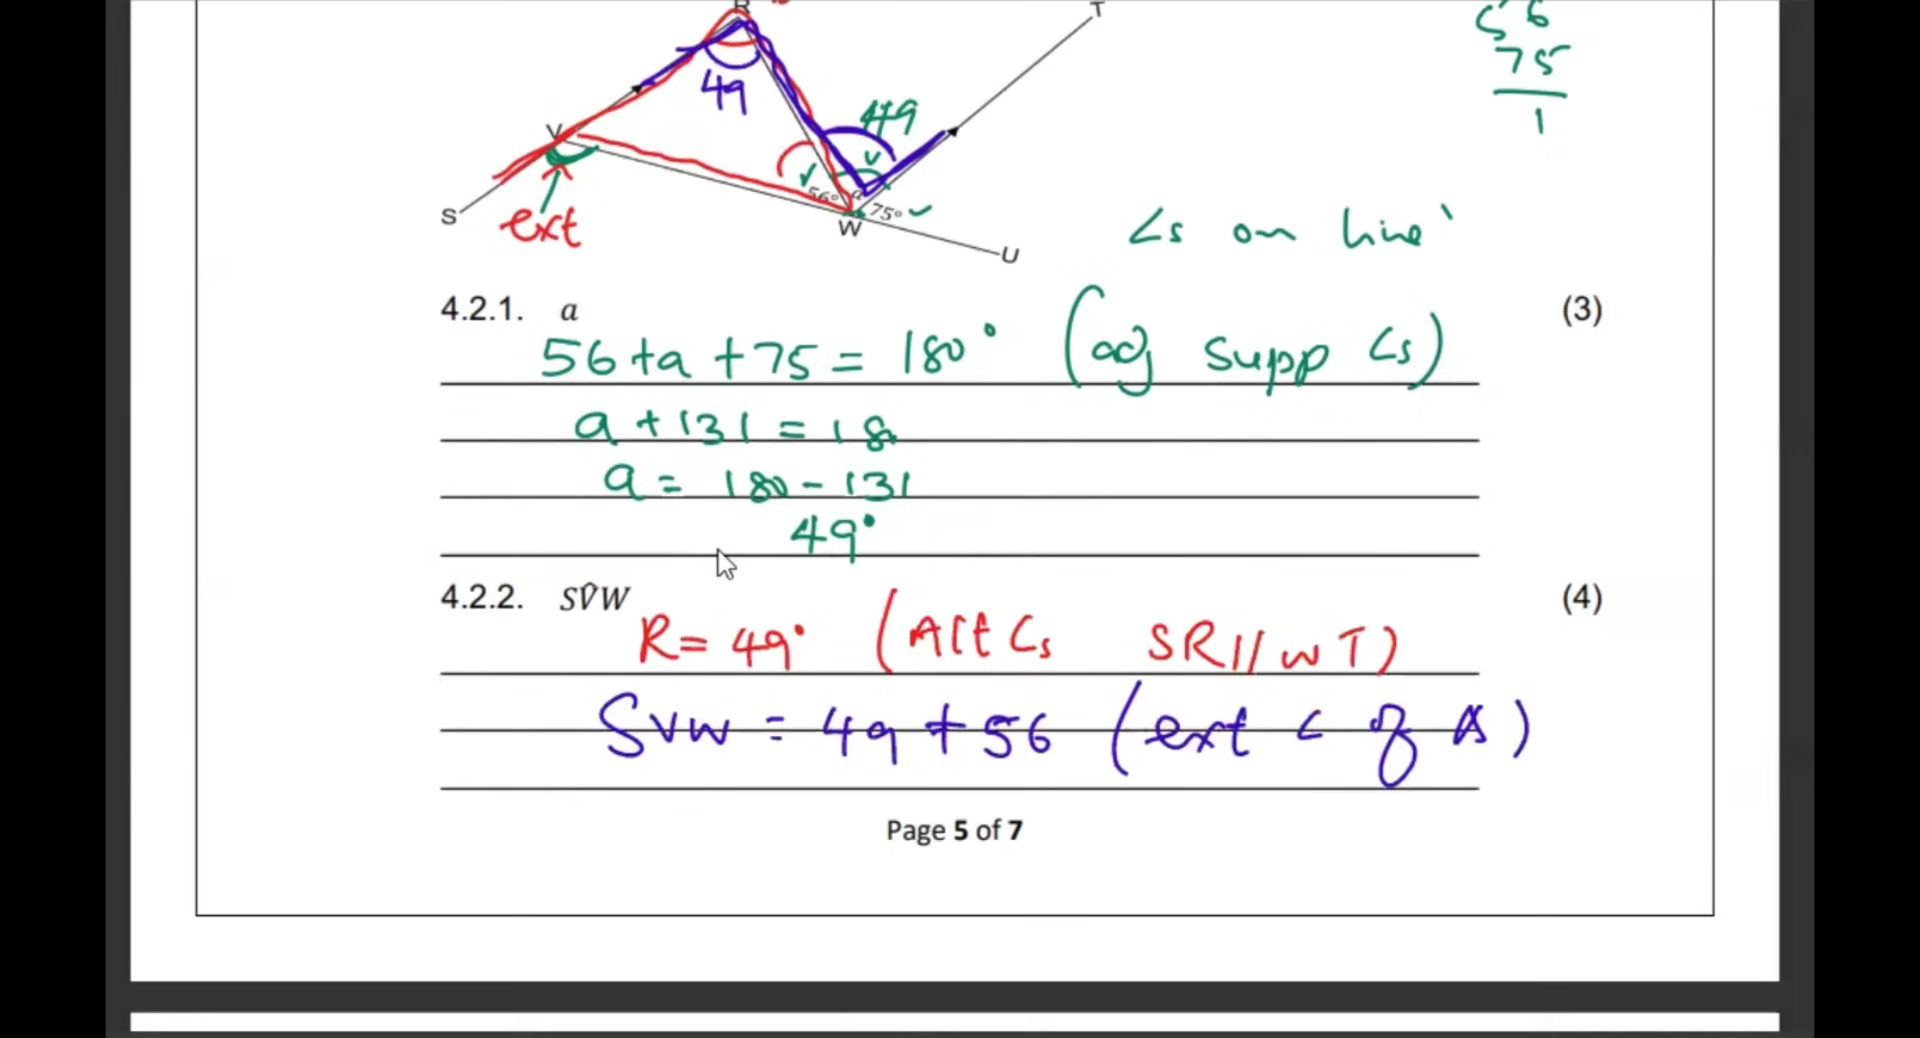 R
T
56
75
1
49
49
V
56°
a
75°
S
ext
W
U
∠s on line
4.2.1. a (3)
56+a+75=180° (adj supp ∠s)
a+131=18
a= 180-131
49°
4.2.2. SV̂W (4)
R=49° (Alt ∠s SR//WT)
SVW = 49+56 (ext < of Δ)
Page 5 of 7